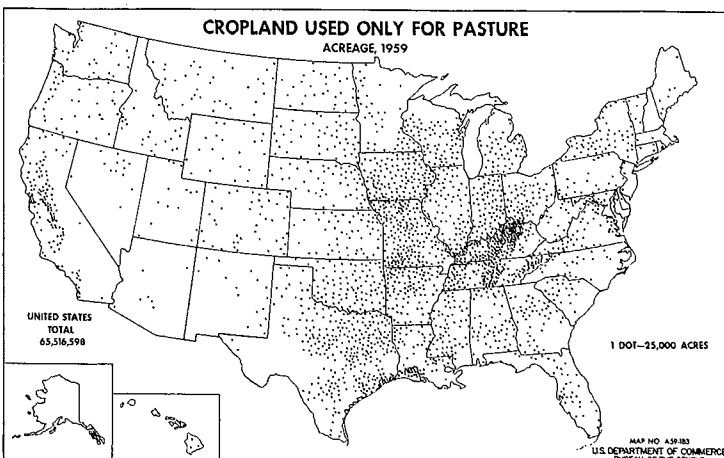 CROPLAND USED ONLY FOR PASTURE
ACREAGE, 1959
UNITED STATES
TOTAL
65,516,598
1 DOT—25,000 ACRES
MAP NO. A59-183
U.S. DEPARTMENT OF COMMERCE